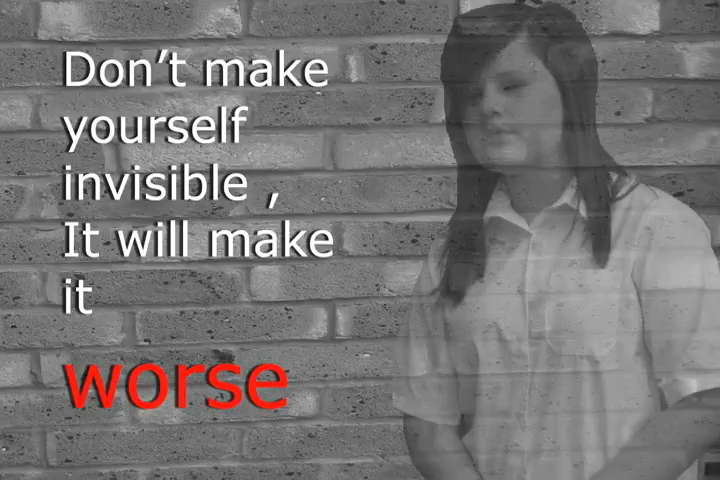 Don’t make
yourself
invisible ,
It will make
it
worse